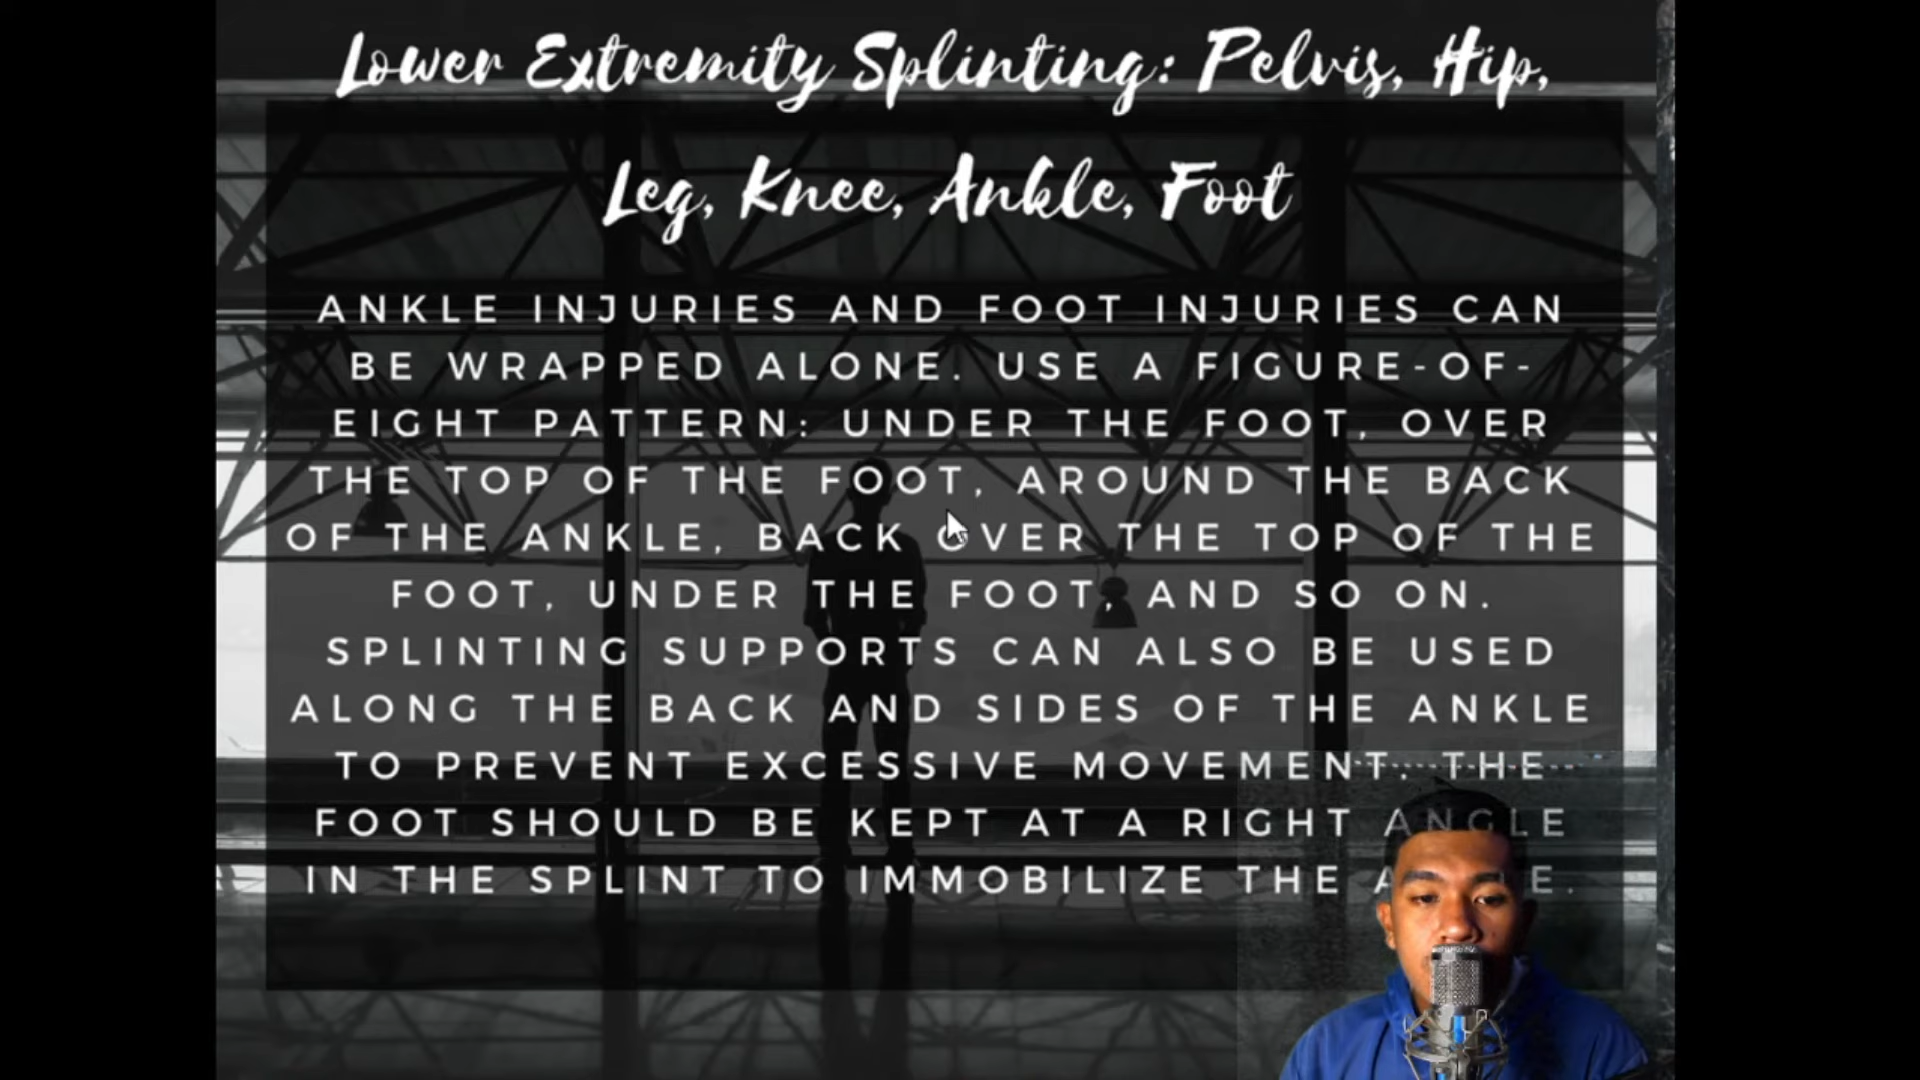 Lower Extremity Splinting: Pelvis, Hip,
Leg, Knee, Ankle, Foot
ANKLE INJURIES AND FOOT INJURIES CAN
BE WRAPPED ALONE. USE A FIGURE-OF-
EIGHT PATTERN: UNDER THE FOOT, OVER
THE TOP OF THE FOOT, AROUND THE BACK
OF THE ANKLE, BACK OVER THE TOP OF THE
FOOT, UNDER THE FOOT, AND SO ON.
SPLINTING SUPPORTS CAN ALSO BE USED
ALONG THE BACK AND SIDES OF THE ANKLE
TO PREVENT EXCESSIVE MOVEMENT. THE
FOOT SHOULD BE KEPT AT A RIGHT ANGLE
IN THE SPLINT TO IMMOBILIZE THE